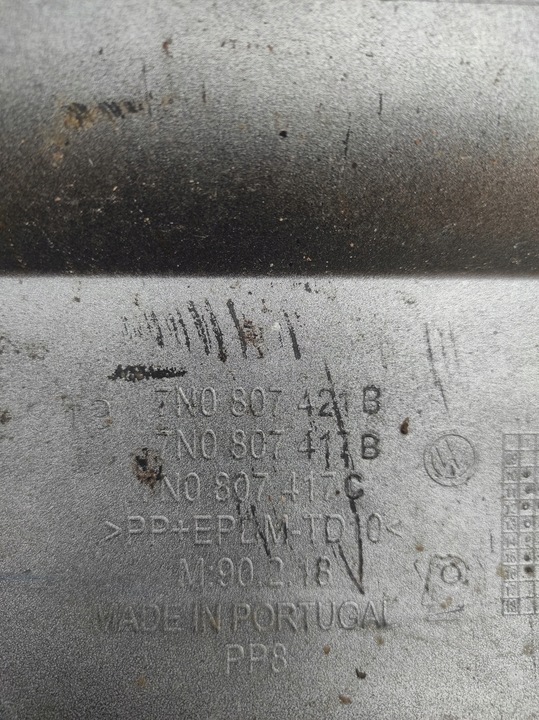 7N0 807 421 B
7N0 807 417 B
7N0 807 417 C
>PP+EPDM-TD10<
M-90.2.18
MADE IN PORTUGAL
PP8